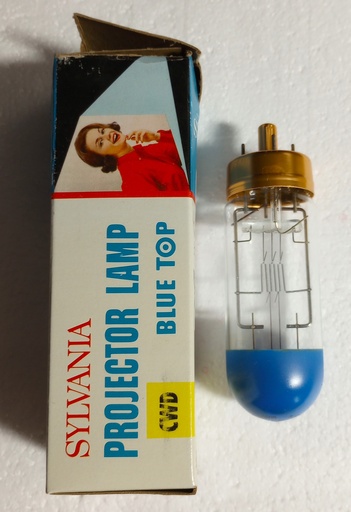 SYLVANIA
PROJECTOR LAMP
BLUE TOP
CWD